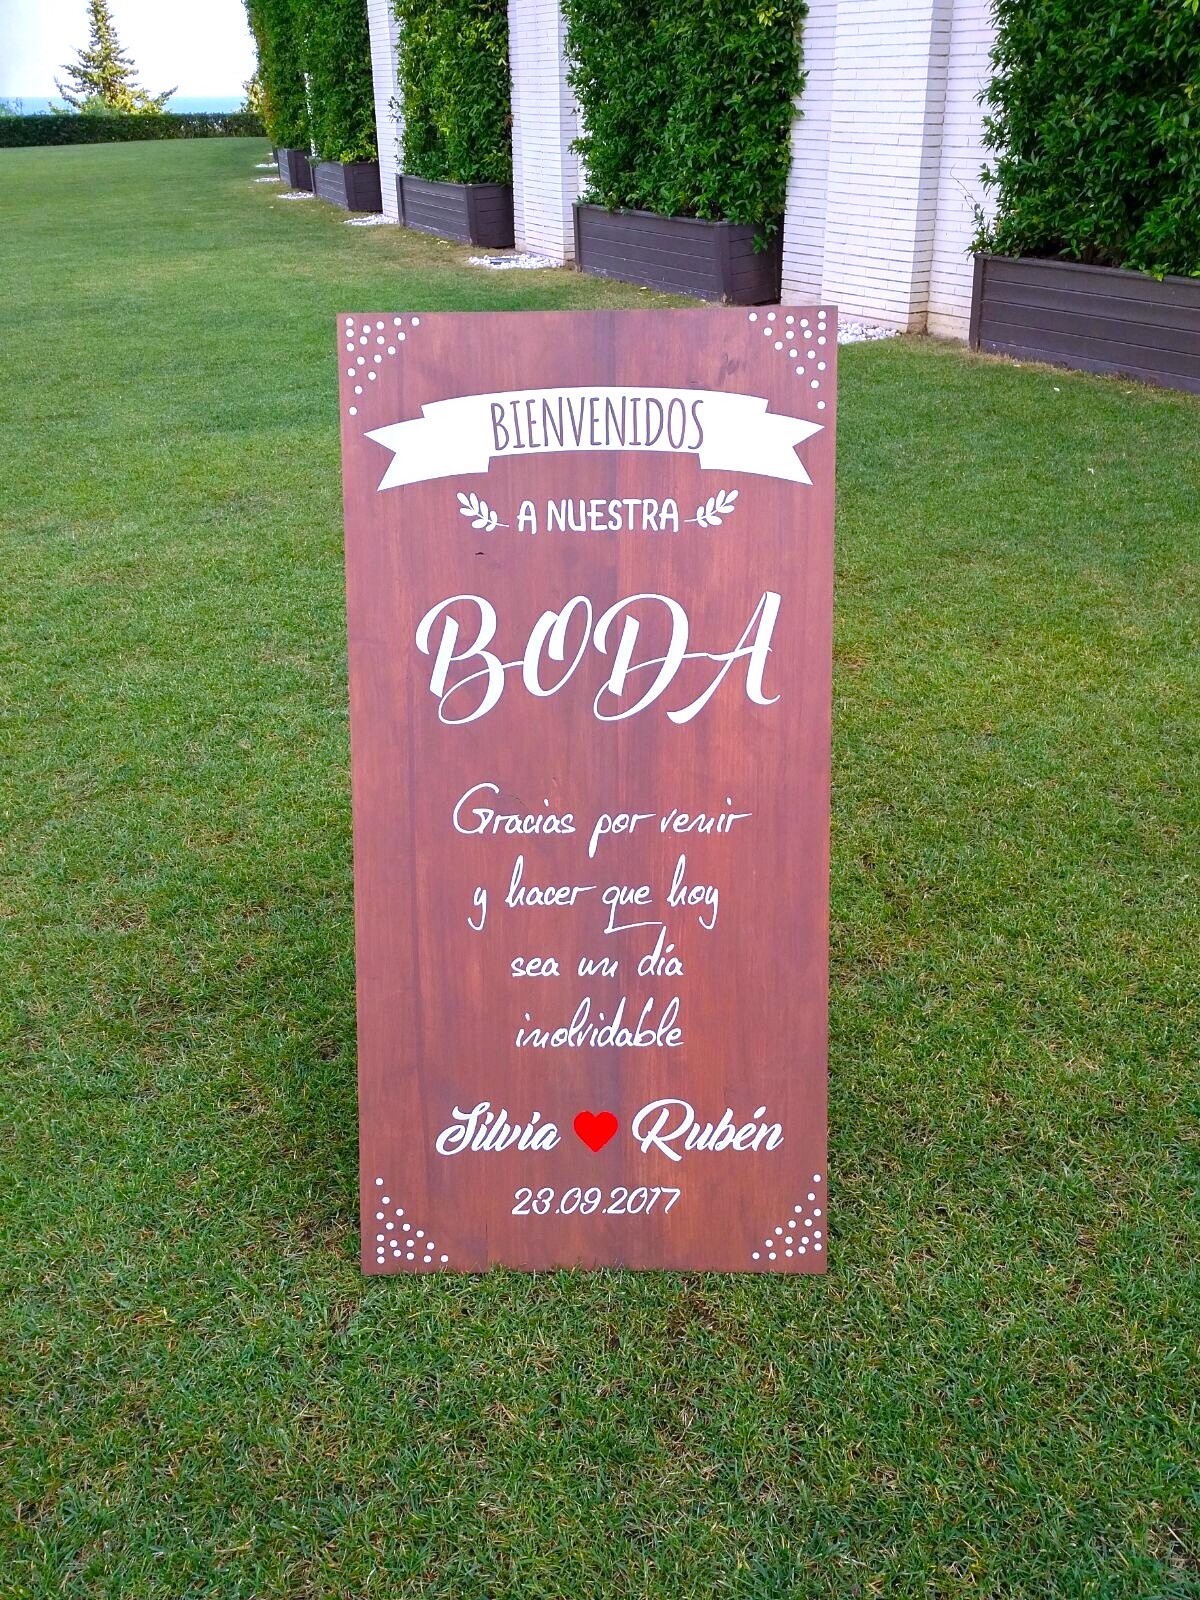 BIENVENIDOS
A NUESTRA
BODA
Gracias por venir
y hacer que hoy
sea un día
inolvidable
Silvia ❤ Rubén
23.09.2017